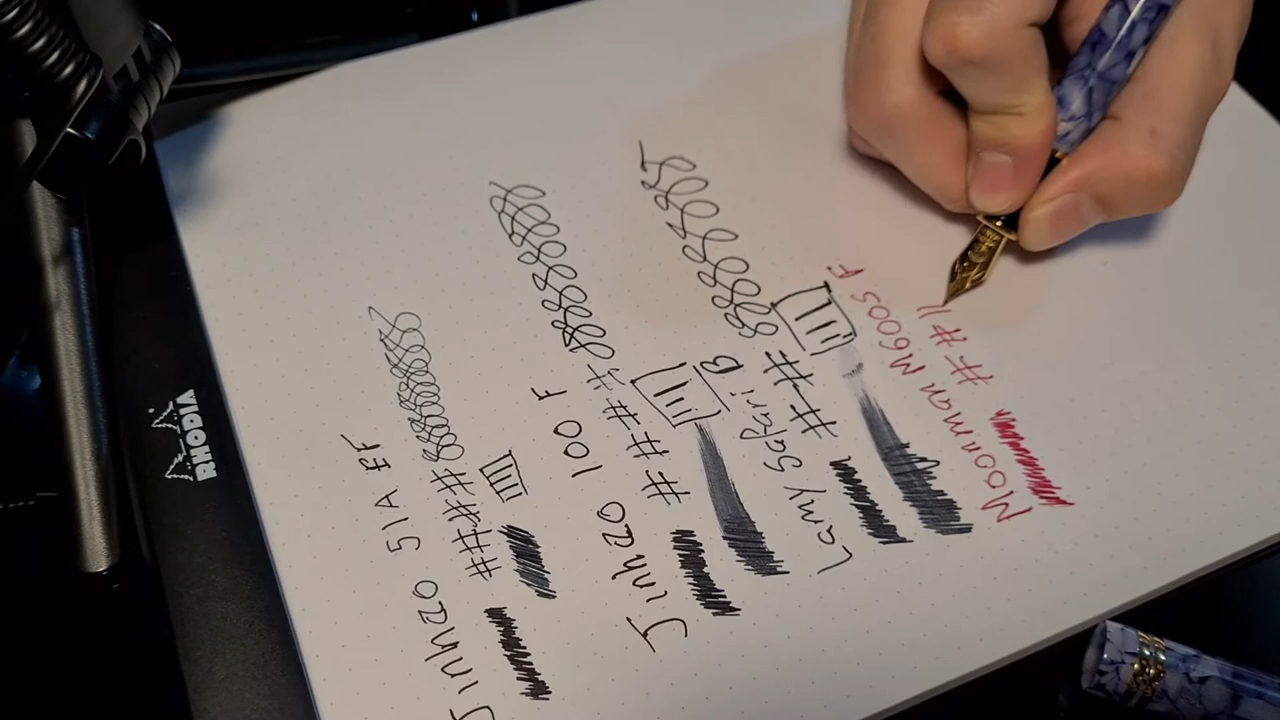 Jinhao 51A EF
####
Jinhao 100 F
####
Lamy Safari B
##
Moonman M600S F
##
RHODIA